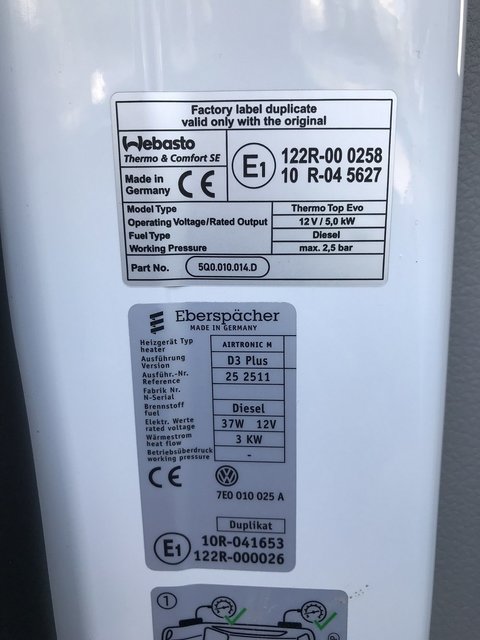 Factory label duplicate
valid only with the original
Webasto
Thermo & Comfort SE
E1
122R-00 0258
10 R-04 5627
Made in
Germany
CE
Model Type Thermo Top Evo
Operating Voltage/Rated Output 12 V / 5,0 kW
Fuel Type Diesel
Working Pressure max. 2,5 bar
Part No. 5Q0.010.014.D
Eberspächer
MADE IN GERMANY
Heizgerät Typ
heater
AIRTRONIC M
Ausführung
Version
D3 Plus
Ausführ.-Nr.
Reference
25 2511
Fabrik Nr.
N-Serial
Brennstoff
fuel
Diesel
Elektr. Werte
rated voltage
37W 12V
Wärmestrom
heat flow
3 KW
Betriebsüberdruck
working pressure
-
CE
VW
7E0 010 025 A
Duplikat
E1
10R-041653
122R-000026
1